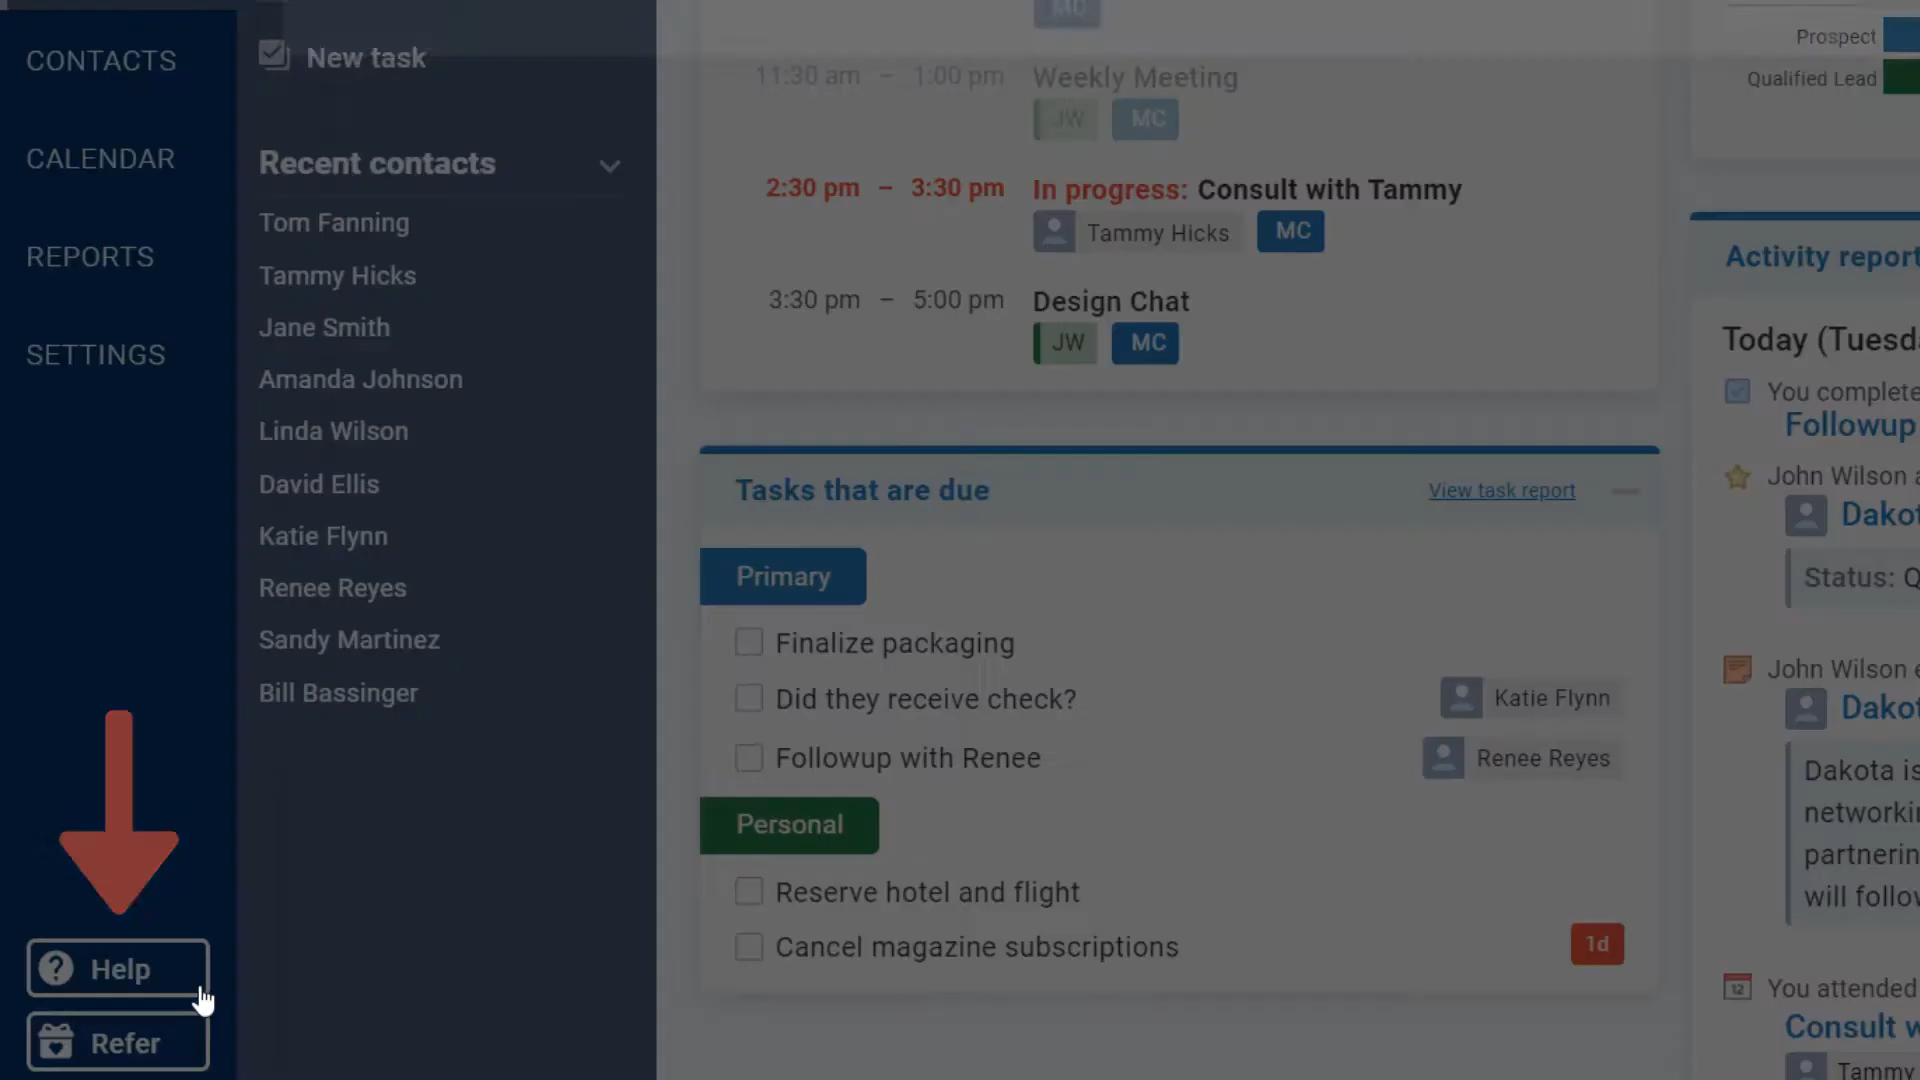 CONTACTS
CALENDAR
REPORTS
SETTINGS
Help
Refer
New task
Recent contacts
Tom Fanning
Tammy Hicks
Jane Smith
Amanda Johnson
Linda Wilson
David Ellis
Katie Flynn
Renee Reyes
Sandy Martinez
Bill Bassinger
MC
11:30 am – 1:00 pm Weekly Meeting
JW MC
2:30 pm – 3:30 pm In progress: Consult with Tammy
Tammy Hicks MC
3:30 pm – 5:00 pm Design Chat
JW MC
Tasks that are due View task report
Primary
Finalize packaging
Did they receive check? Katie Flynn
Followup with Renee Renee Reyes
Personal
Reserve hotel and flight
Cancel magazine subscriptions 1d
Prospect
Qualified Lead
Activity report
Today (Tuesd
You complete
Followup
John Wilson a
Dakot
Status: Q
John Wilson e
Dakot
Dakota is
networkin
partnerin
will follow
12 You attended
Consult w
Tammy